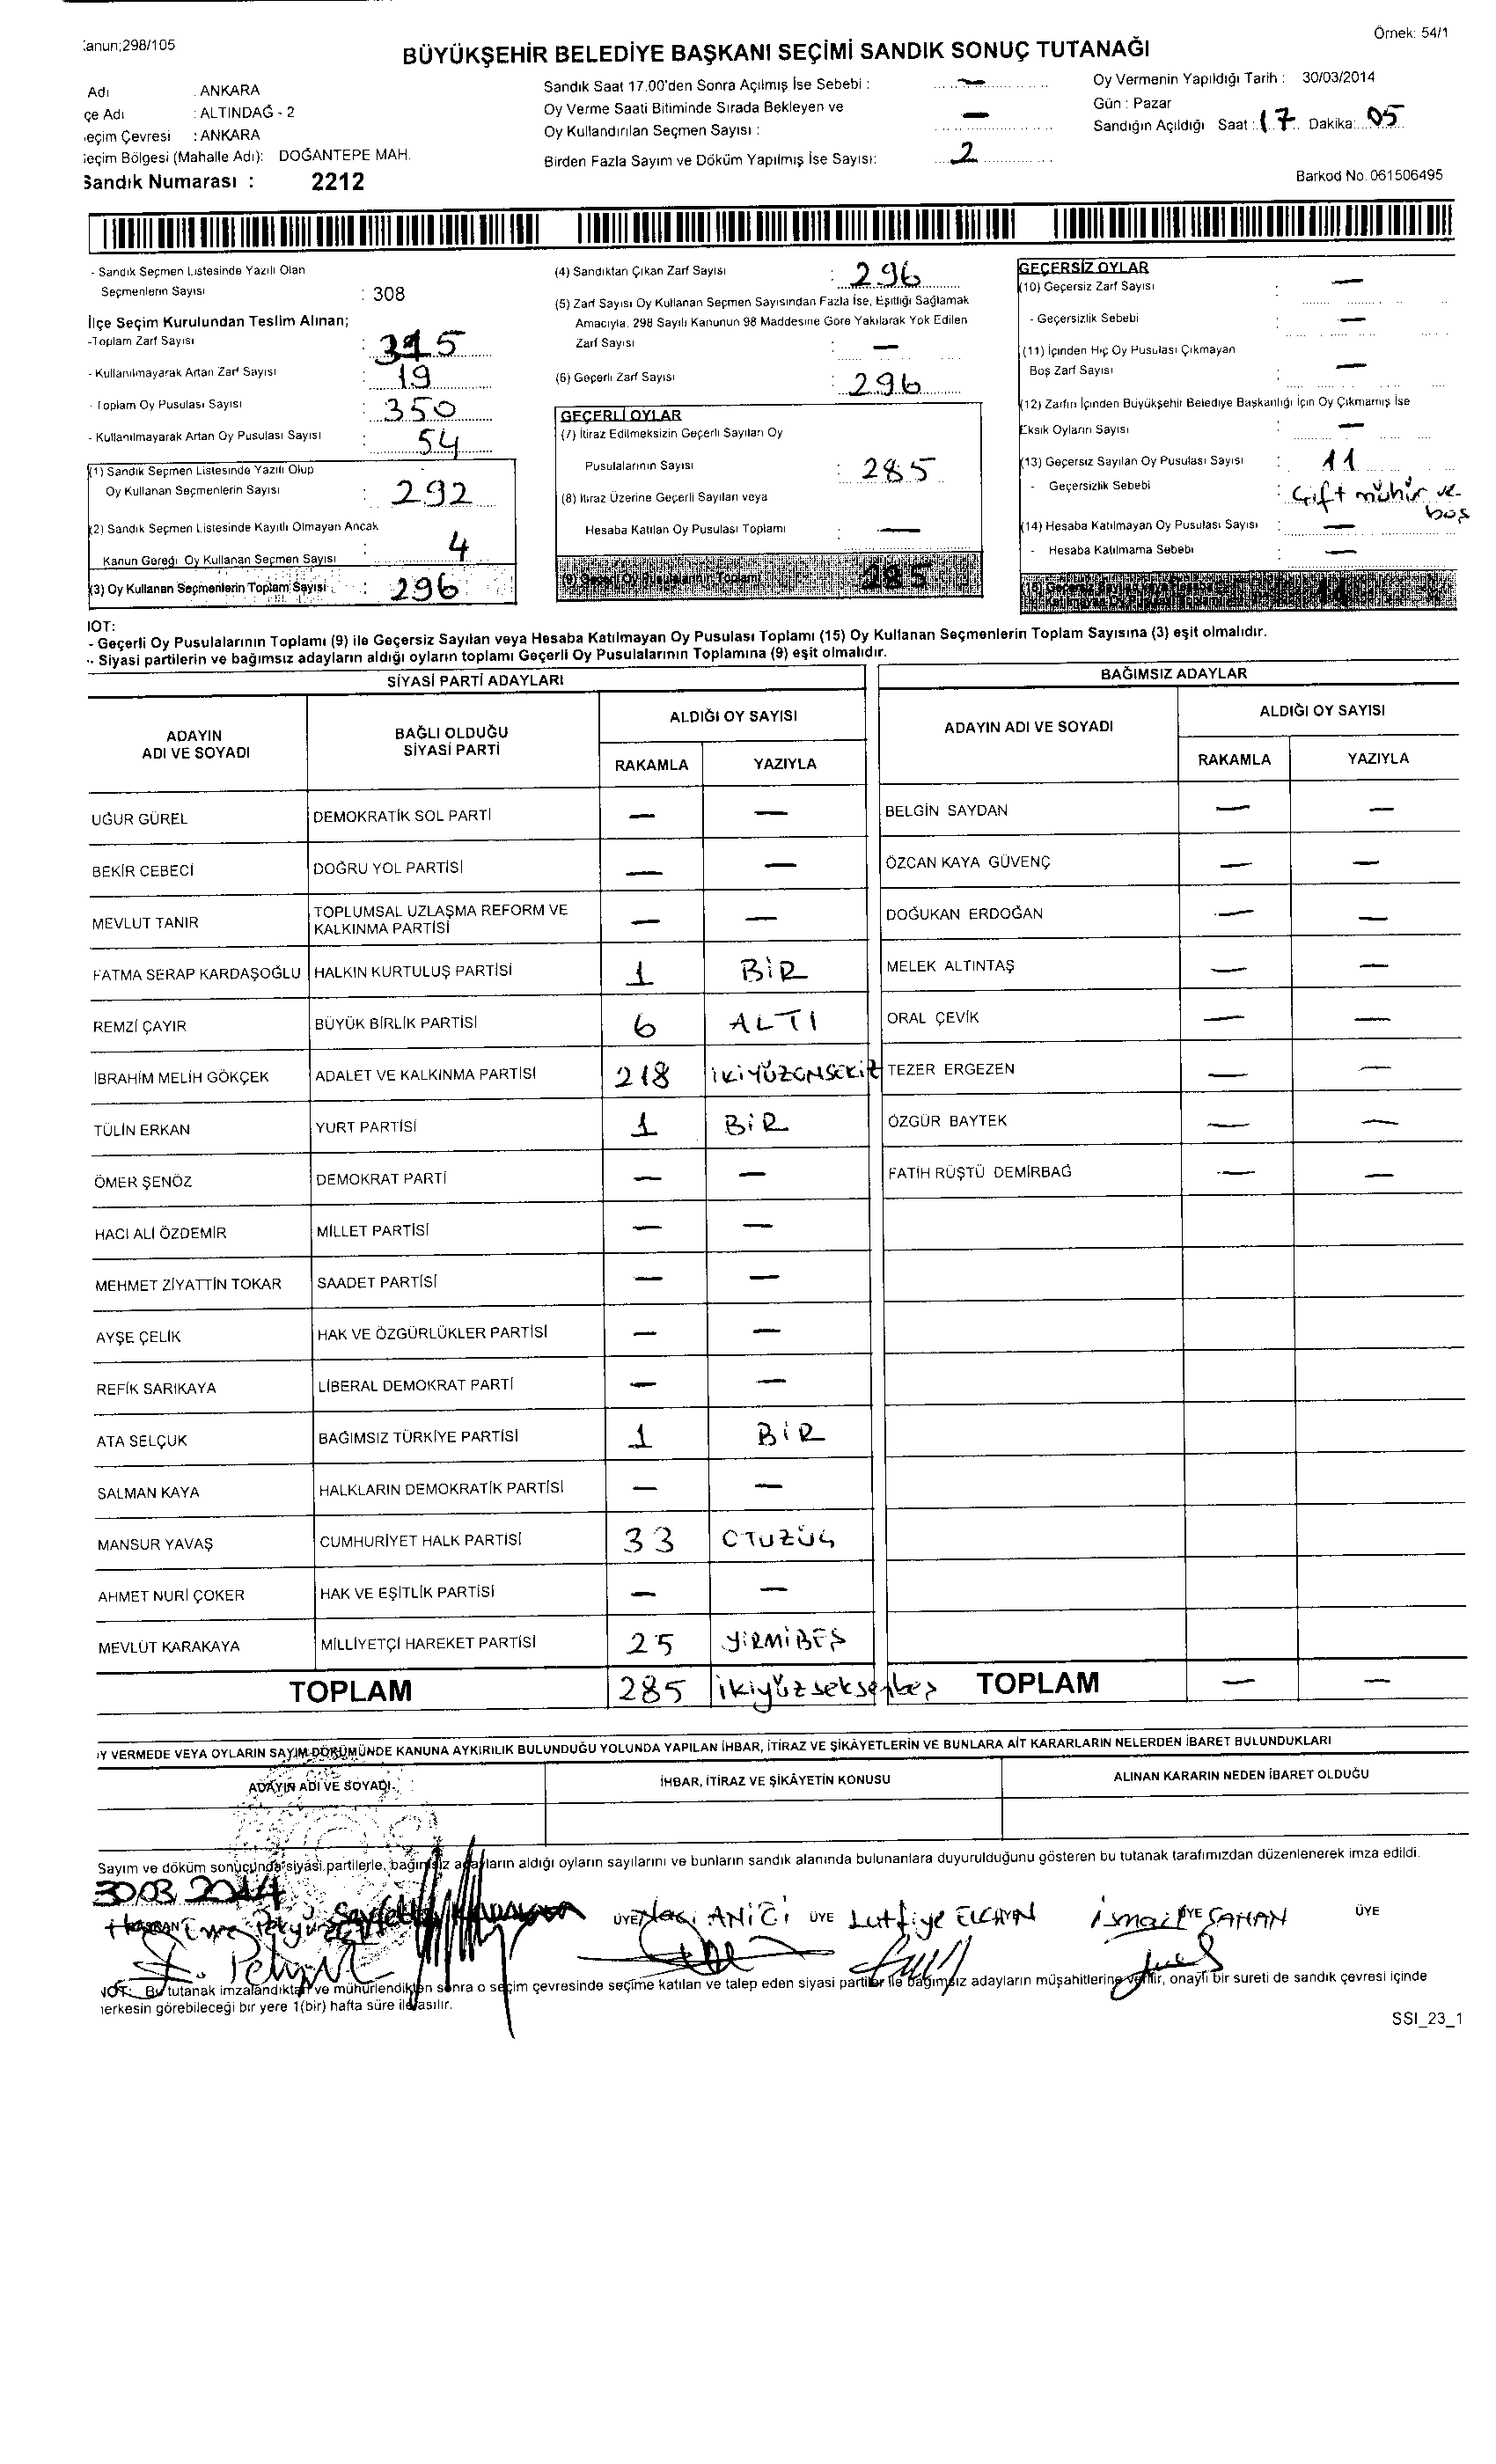 Kanun;298/105
Örnek: 54/1
BÜYÜKŞEHİR BELEDİYE BAŞKANI SEÇİMİ SANDIK SONUÇ TUTANAĞI
Adı : ANKARA
çe Adı : ALTINDAĞ - 2
eçim Çevresi : ANKARA
eçim Bölgesi (Mahalle Adı): DOĞANTEPE MAH.
Sandık Numarası : 2212
Sandık Saat 17.00'den Sonra Açılmış İse Sebebi : —
Oy Verme Saati Bitiminde Sırada Bekleyen ve
Oy Kullandırılan Seçmen Sayısı : —
Birden Fazla Sayım ve Döküm Yapılmış İse Sayısı: 2
Oy Vermenin Yapıldığı Tarih : 30/03/2014
Gün : Pazar
Sandığın Açıldığı Saat : 17 Dakika: 05
Barkod No. 061506495
- Sandık Seçmen Listesinde Yazılı Olan
Seçmenlerin Sayısı : 308
İlçe Seçim Kurulundan Teslim Alınan;
-Toplam Zarf Sayısı : 315
- Kullanılmayarak Artan Zarf Sayısı : 19
- Toplam Oy Pusulası Sayısı : 350
- Kullanılmayarak Artan Oy Pusulası Sayısı : 54
(1) Sandık Seçmen Listesinde Yazılı Olup
Oy Kullanan Seçmenlerin Sayısı : 292
(2) Sandık Seçmen Listesinde Kayıtlı Olmayan Ancak
Kanun Gereği Oy Kullanan Seçmen Sayısı : 4
(3) Oy Kullanan Seçmenlerin Toplam Sayısı : 296
(4) Sandıktan Çıkan Zarf Sayısı : 296
(5) Zarf Sayısı Oy Kullanan Seçmen Sayısından Fazla İse, Eşitliği Sağlamak
Amacıyla, 298 Sayılı Kanunun 98 Maddesine Göre Yakılarak Yok Edilen
Zarf Sayısı : —
(6) Geçerli Zarf Sayısı : 296
GEÇERLİ OYLAR
(7) İtiraz Edilmeksizin Geçerli Sayılan Oy
Pusulalarının Sayısı : 285
(8) İtiraz Üzerine Geçerli Sayılan veya
Hesaba Katılan Oy Pusulası Toplamı : —
(9) Geçerli Oy Pusulalarının Toplamı : 285
GEÇERSİZ OYLAR
(10) Geçersiz Zarf Sayısı : —
- Geçersizlik Sebebi : —
(11) İçinden Hiç Oy Pusulası Çıkmayan
Boş Zarf Sayısı : —
(12) Zarfın İçinden Büyükşehir Belediye Başkanlığı İçin Oy Çıkmamış İse
Eksik Oyların Sayısı : —
(13) Geçersiz Sayılan Oy Pusulası Sayısı : 11
- Geçersizlik Sebebi : Çift mühür ve boş
(14) Hesaba Katılmayan Oy Pusulası Sayısı : —
- Hesaba Katılmama Sebebi : —
11
NOT:
- Geçerli Oy Pusulalarının Toplamı (9) ile Geçersiz Sayılan veya Hesaba Katılmayan Oy Pusulası Toplamı (15) Oy Kullanan Seçmenlerin Toplam Sayısına (3) eşit olmalıdır.
- Siyasi partilerin ve bağımsız adayların aldığı oyların toplamı Geçerli Oy Pusulalarının Toplamına (9) eşit olmalıdır.
SİYASİ PARTİ ADAYLARI
ADAYIN ADI VE SOYADI
BAĞLI OLDUĞU SİYASİ PARTİ
ALDIĞI OY SAYISI
RAKAMLA YAZIYLA
UĞUR GÜREL DEMOKRATİK SOL PARTİ — —
BEKİR CEBECİ DOĞRU YOL PARTİSİ — —
MEVLUT TANIR TOPLUMSAL UZLAŞMA REFORM VE KALKINMA PARTİSİ — —
FATMA SERAP KARDAŞOĞLU HALKIN KURTULUŞ PARTİSİ 1 BİR
REMZİ ÇAYIR BÜYÜK BİRLİK PARTİSİ 6 ALTI
İBRAHİM MELİH GÖKÇEK ADALET VE KALKINMA PARTİSİ 218 İKİYÜZONSEKİZ
TÜLİN ERKAN YURT PARTİSİ 1 BİR
ÖMER ŞENÖZ DEMOKRAT PARTİ — —
HACI ALİ ÖZDEMİR MİLLET PARTİSİ — —
MEHMET ZİYATTİN TOKAR SAADET PARTİSİ — —
AYŞE ÇELİK HAK VE ÖZGÜRLÜKLER PARTİSİ — —
REFİK SARIKAYA LİBERAL DEMOKRAT PARTİ — —
ATA SELÇUK BAĞIMSIZ TÜRKİYE PARTİSİ 1 BİR
SALMAN KAYA HALKLARIN DEMOKRATİK PARTİSİ — —
MANSUR YAVAŞ CUMHURİYET HALK PARTİSİ 33 OTUZÜÇ
AHMET NURİ ÇOKER HAK VE EŞİTLİK PARTİSİ — —
MEVLÜT KARAKAYA MİLLİYETÇİ HAREKET PARTİSİ 25 YİRMİBEŞ
TOPLAM 285 ikiyüzseksenbeş
BAĞIMSIZ ADAYLAR
ADAYIN ADI VE SOYADI
ALDIĞI OY SAYISI
RAKAMLA YAZIYLA
BELGİN SAYDAN — —
ÖZCAN KAYA GÜVENÇ — —
DOĞUKAN ERDOĞAN — —
MELEK ALTINTAŞ — —
ORAL ÇEVİK — —
TEZER ERGEZEN — —
ÖZGÜR BAYTEK — —
FATİH RÜŞTÜ DEMİRBAĞ — —
TOPLAM — —
OY VERMEDE VEYA OYLARIN SAYIM DÖKÜMÜNDE KANUNA AYKIRILIK BULUNDUĞU YOLUNDA YAPILAN İHBAR, İTİRAZ VE ŞİKÂYETLERİN VE BUNLARA AİT KARARLARIN NELERDEN İBARET BULUNDUKLARI
ADAYIN ADI VE SOYADI
İHBAR, İTİRAZ VE ŞİKÂYETİN KONUSU
ALINAN KARARIN NEDEN İBARET OLDUĞU
Sayım ve döküm sonucunda siyasi partilerle, bağımsız adayların aldığı oyların sayılarını ve bunların sandık alanında bulunanlara duyurulduğunu gösteren bu tutanak tarafımızdan düzenlenerek imza edildi.
30.03.2014
ÜYE ÜYE Lutfiye ELÇHYN İsmail ÜYE ÜYE
NOT: Bu tutanak imzalandıktan ve mühürlendikten sonra o seçim çevresinde seçime katılan ve talep eden siyasi partiler ile bağımsız adayların müşahitlerine verilir, onaylı bir sureti de sandık çevresi içinde
herkesin görebileceği bir yere 1(bir) hafta süre ile asılır.
SSI_23_1